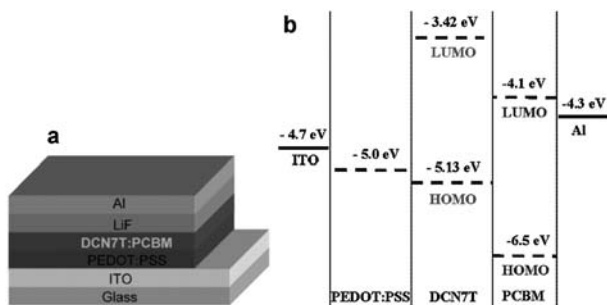 a
Al
LiF
DCN7T:PCBM
PEDOT:PSS
ITO
Glass
b
- 3.42 eV
LUMO
-4.1 eV
LUMO
-4.3 eV
Al
- 4.7 eV
ITO
- 5.0 eV
- 5.13 eV
HOMO
-6.5 eV
HOMO
PEDOT:PSS
DCN7T
PCBM